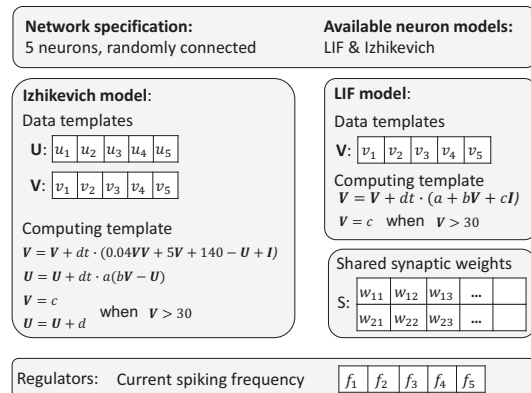 Network specification:
5 neurons, randomly connected
Available neuron models:
LIF & Izhikevich
Izhikevich model:
Data templates
U: u₁ u₂ u₃ u₄ u₅
V: v₁ v₂ v₃ v₄ v₅
Computing template
V = V + dt · (0.04VV + 5V + 140 − U + I)
U = U + dt · a(bV − U)
V = c
U = U + d
when V > 30
LIF model:
Data templates
V: v₁ v₂ v₃ v₄ v₅
Computing template
V = V + dt · (a + bV + cI)
V = c when V > 30
Shared synaptic weights
S: w₁₁ w₁₂ w₁₃ ...
w₂₁ w₂₂ w₂₃ ...
Regulators: Current spiking frequency f₁ f₂ f₃ f₄ f₅